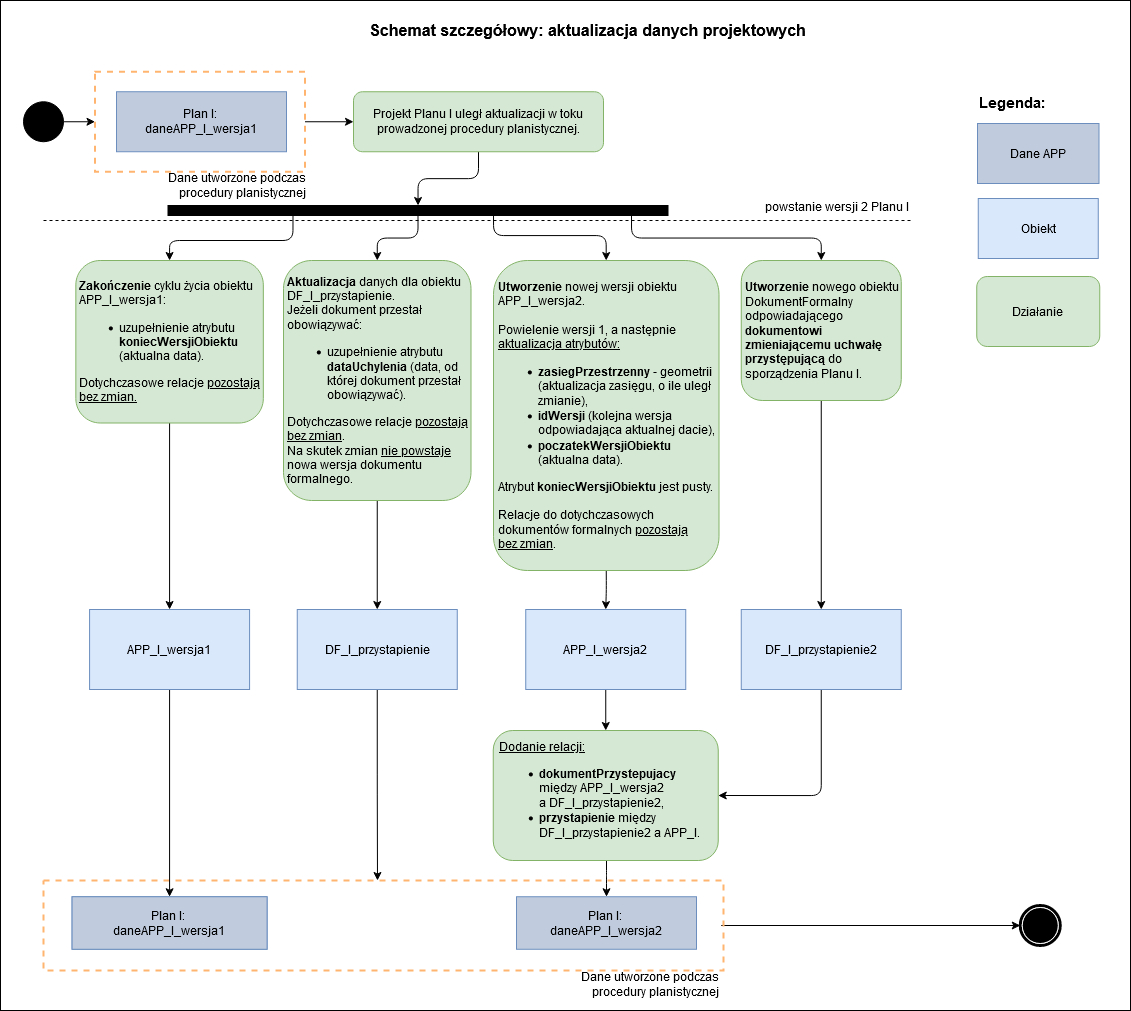 Schemat szczegółowy: aktualizacja danych projektowych
Plan I:
daneAPP_I_wersja1
Projekt Planu I uległ aktualizacji w toku
prowadzonej procedury planistycznej.
Dane utworzone podczas
procedury planistycznej
powstanie wersji 2 Planu I
Legenda:
Dane APP
Obiekt
Działanie
Zakończenie cyklu życia obiektu
APP_I_wersja1:
• uzupełnienie atrybutu
koniecWersjiObiektu
(aktualna data).
Dotychczasowe relacje pozostają
bez zmian.
Aktualizacja danych dla obiektu
DF_I_przystapienie.
Jeżeli dokument przestał
obowiązywać:
• uzupełnienie atrybutu
dataUchylenia (data, od
której dokument przestał
obowiązywać).
Dotychczasowe relacje pozostają
bez zmian.
Na skutek zmian nie powstaje
nowa wersja dokumentu
formalnego.
Utworzenie nowej wersji obiektu
APP_I_wersja2.
Powielenie wersji 1, a następnie
aktualizacja atrybutów:
• zasiegPrzestrzenny - geometrii
(aktualizacja zasięgu, o ile uległ
zmianie),
• idWersji (kolejna wersja
odpowiadająca aktualnej dacie),
• poczatekWersjiObiektu
(aktualna data).
Atrybut koniecWersjiObiektu jest pusty.
Relacje do dotychczasowych
dokumentów formalnych pozostają
bez zmian.
Utworzenie nowego obiektu
DokumentFormalny
odpowiadającego
dokumentowi
zmieniającemu uchwałę
przystępującą do
sporządzenia Planu I.
APP_I_wersja1
DF_I_przystapienie
APP_I_wersja2
DF_I_przystapienie2
Dodanie relacji:
• dokumentPrzystepujacy
między APP_I_wersja2
a DF_I_przystapienie2,
• przystapienie między
DF_I_przystapienie2 a APP_I.
Plan I:
daneAPP_I_wersja1
Plan I:
daneAPP_I_wersja2
Dane utworzone podczas
procedury planistycznej